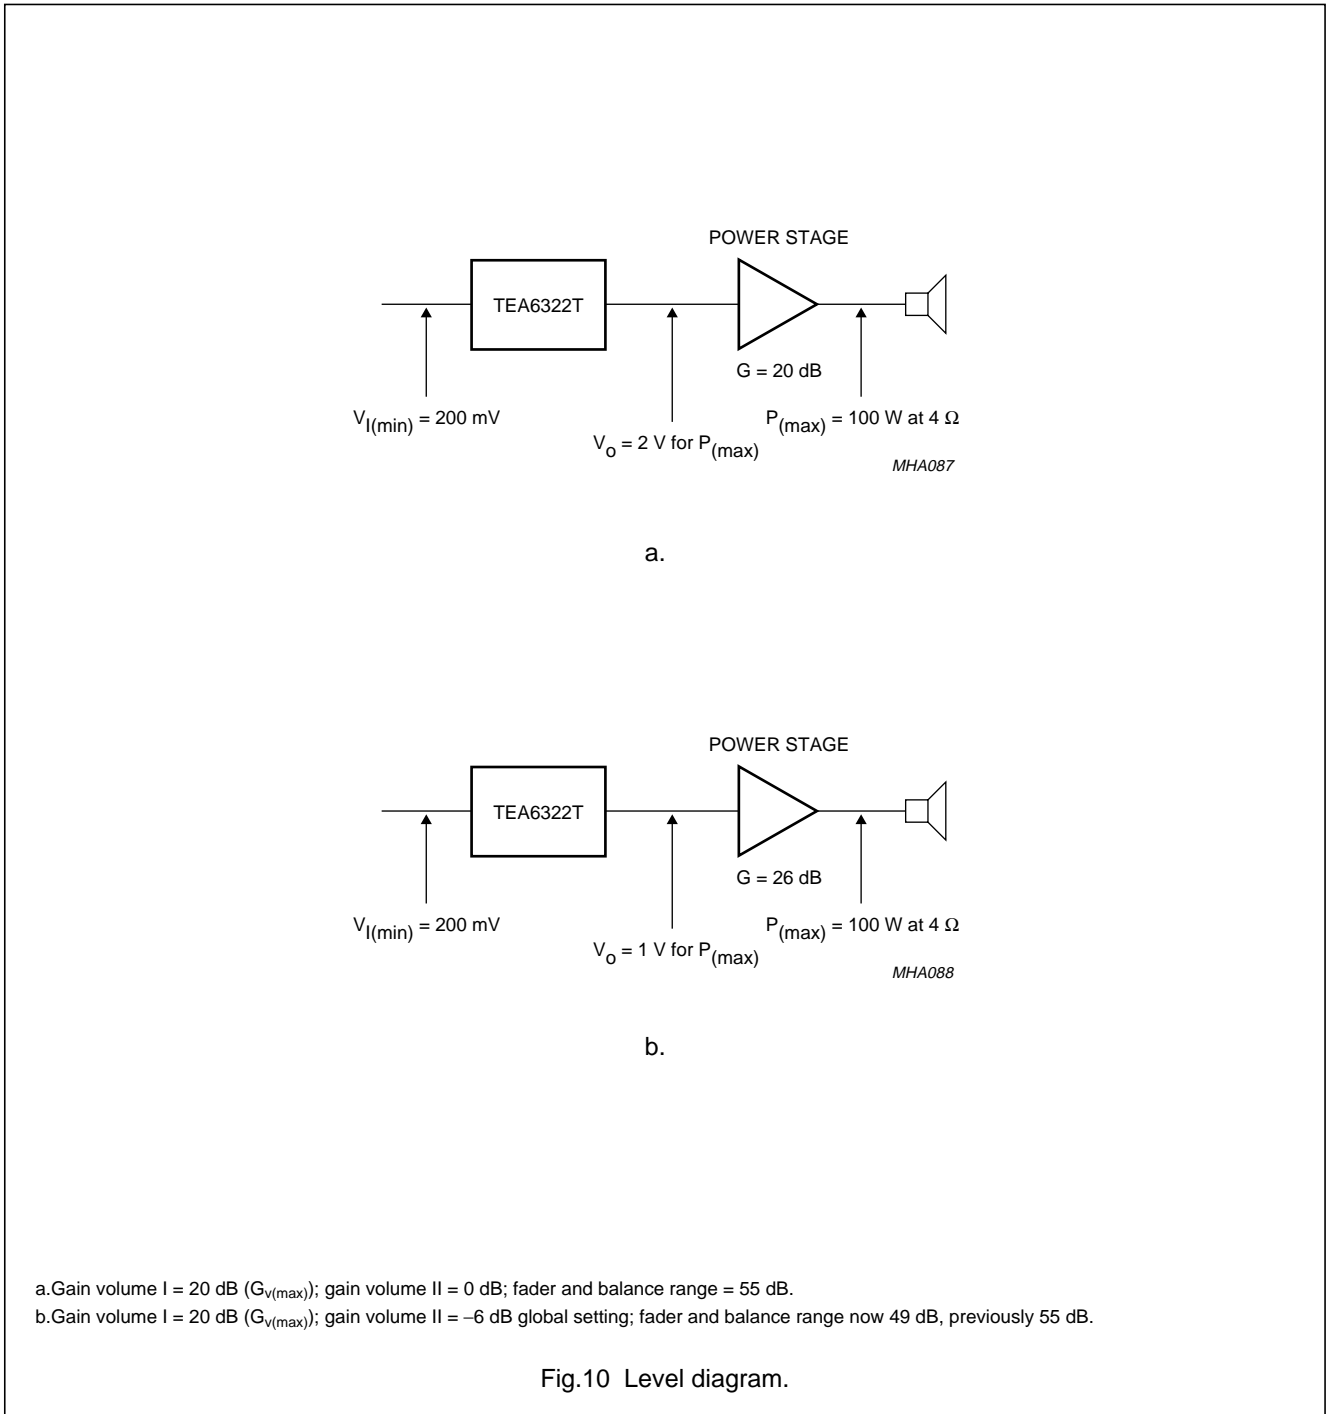 POWER STAGE
TEA6322T
G = 20 dB
V_I(min) = 200 mV
P_(max) = 100 W at 4 Ω
V_o = 2 V for P_(max)
MHA087
a.
POWER STAGE
TEA6322T
G = 26 dB
V_I(min) = 200 mV
P_(max) = 100 W at 4 Ω
V_o = 1 V for P_(max)
MHA088
b.
a.Gain volume I = 20 dB (G_v(max)); gain volume II = 0 dB; fader and balance range = 55 dB.
b.Gain volume I = 20 dB (G_v(max)); gain volume II = −6 dB global setting; fader and balance range now 49 dB, previously 55 dB.
Fig.10 Level diagram.